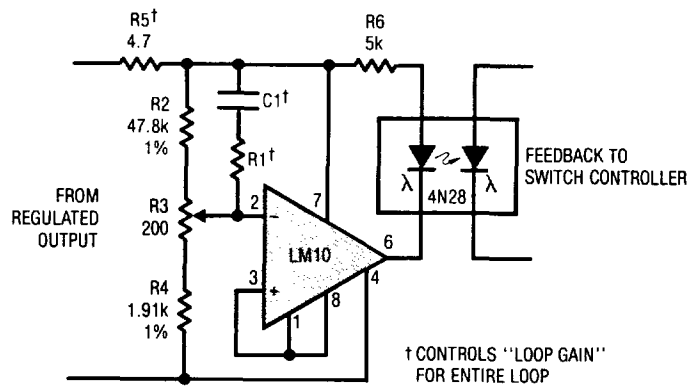 R5†
4.7
R6
5k
R2
47.8k
1%
C1†
R1†
FROM
REGULATED
OUTPUT
R3
200
2
−
7
LM10
6
4
3
+
8
1
R4
1.91k
1%
λ
4N28
λ
FEEDBACK TO
SWITCH CONTROLLER
† CONTROLS "LOOP GAIN"
FOR ENTIRE LOOP